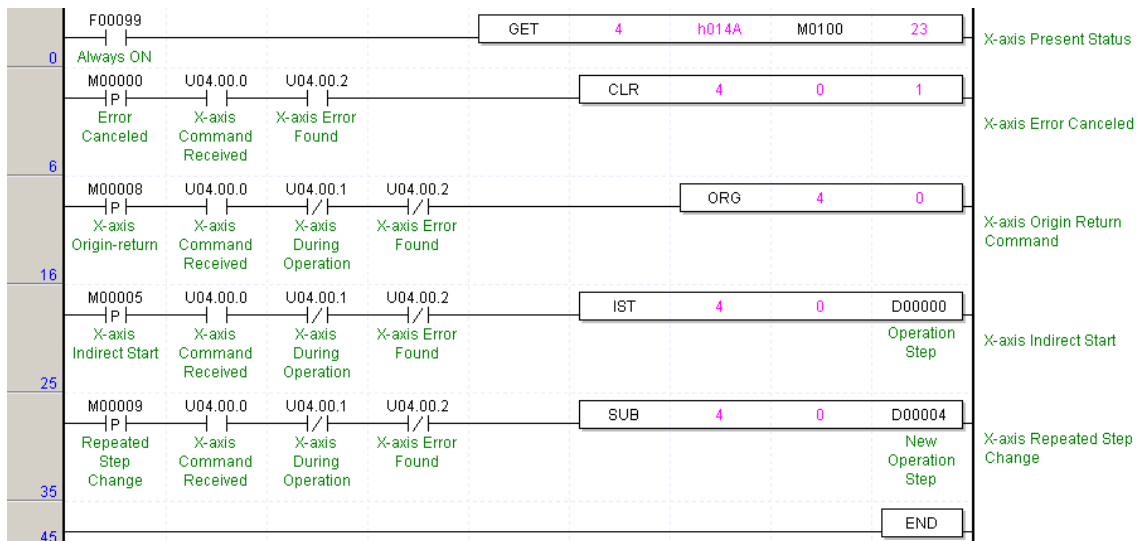 F00099
GET 4 h014A M0100 23
X-axis Present Status
0 Always ON
M00000 U04.00.0 U04.00.2
P
CLR 4 0 1
Error X-axis X-axis Error
Canceled Command Found
Received
X-axis Error Canceled
6
M00008 U04.00.0 U04.00.1 U04.00.2
P
ORG 4 0
X-axis X-axis X-axis X-axis Error
Origin-return Command During Found
Received Operation
X-axis Origin Return
Command
16
M00005 U04.00.0 U04.00.1 U04.00.2
P
IST 4 0 D00000
X-axis X-axis X-axis X-axis Error
Indirect Start Command During Found
Received Operation
Operation
Step
X-axis Indirect Start
25
M00009 U04.00.0 U04.00.1 U04.00.2
P
SUB 4 0 D00004
Repeated X-axis X-axis X-axis Error
Step Command During Found
Change Received Operation
New
Operation
Step
X-axis Repeated Step
Change
35
END
45